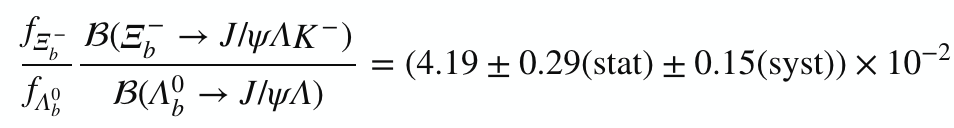 \frac{f_{\Xi_b^-}}{f_{\Lambda_b^0}} \frac{\mathcal{B}(\Xi_b^- \to J/\psi \Lambda K^-)}{\mathcal{B}(\Lambda_b^0 \to J/\psi \Lambda)} = (4.19 \pm 0.29(\text{stat}) \pm 0.15(\text{syst})) \times 10^{-2}